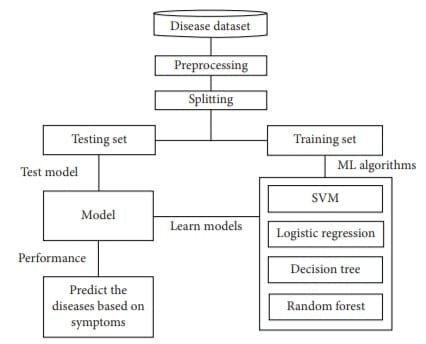 Disease dataset
Preprocessing
Splitting
Testing set
Training set
Test model
ML algorithms
Model
Learn models
SVM
Logistic regression
Decision tree
Random forest
Performance
Predict the
diseases based on
symptoms